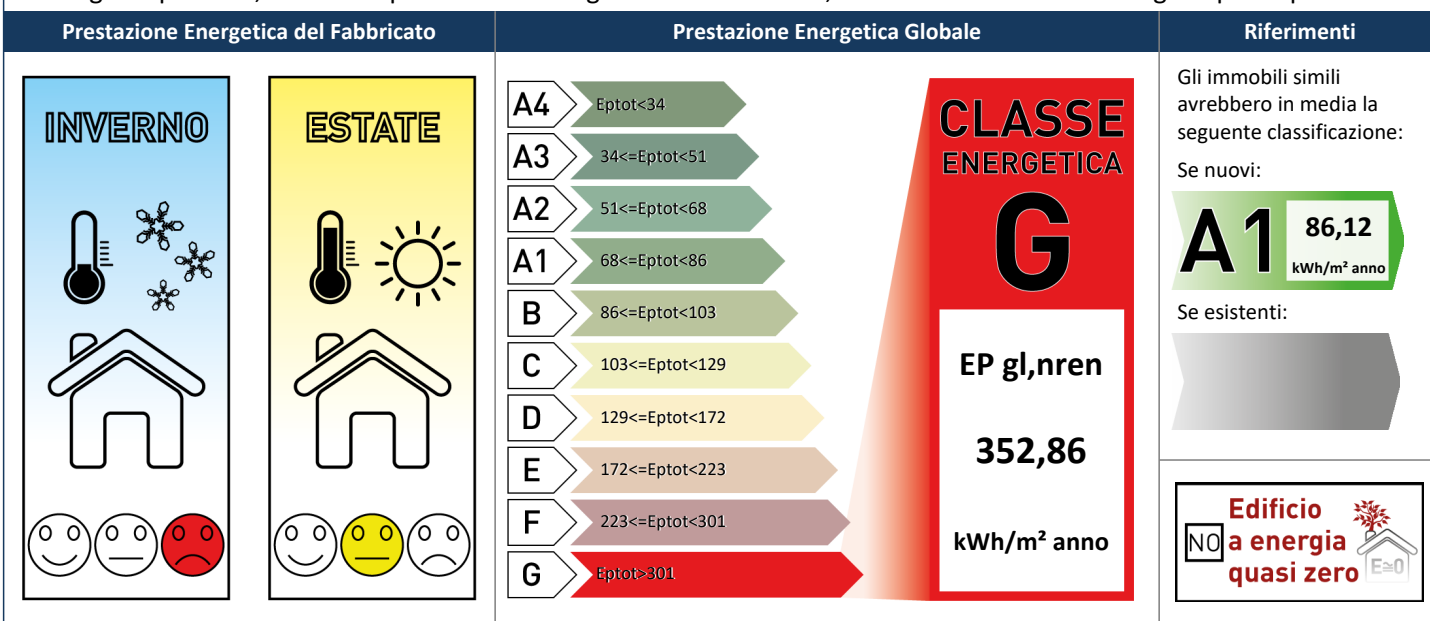 Prestazione Energetica del Fabbricato
Prestazione Energetica Globale
Riferimenti
INVERNO
ESTATE
A4
Eptot<34
A3
34<=Eptot<51
A2
51<=Eptot<68
A1
68<=Eptot<86
B
86<=Eptot<103
C
103<=Eptot<129
D
129<=Eptot<172
E
172<=Eptot<223
F
223<=Eptot<301
G
Eptot>301
CLASSE
ENERGETICA
G
EP gl,nren
352,86
kWh/m² anno
Gli immobili simili
avrebbero in media la
seguente classificazione:
Se nuovi:
A1
86,12
kWh/m² anno
Se esistenti:
NO
Edificio
a energia
quasi zero
E≅0